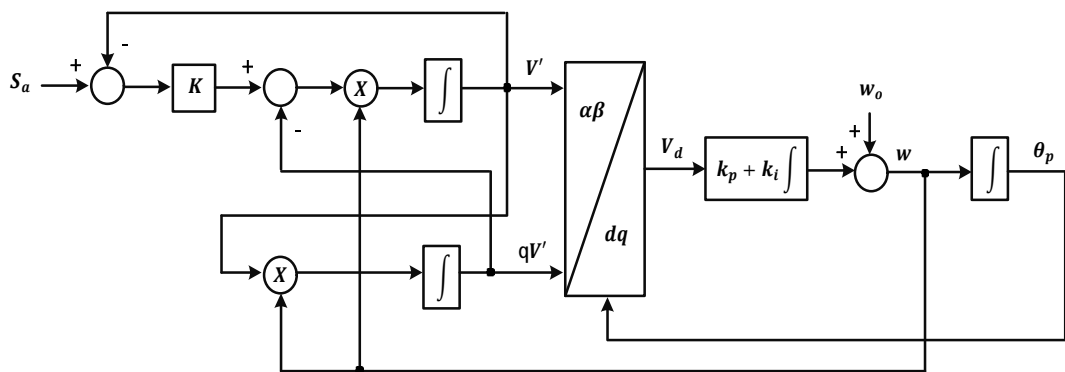 S_a
+
-
K
+
-
X
∫
V'
αβ
dq
V_d
k_p + k_i ∫
w_o
+
+
w
∫
θ_p
X
∫
qV'